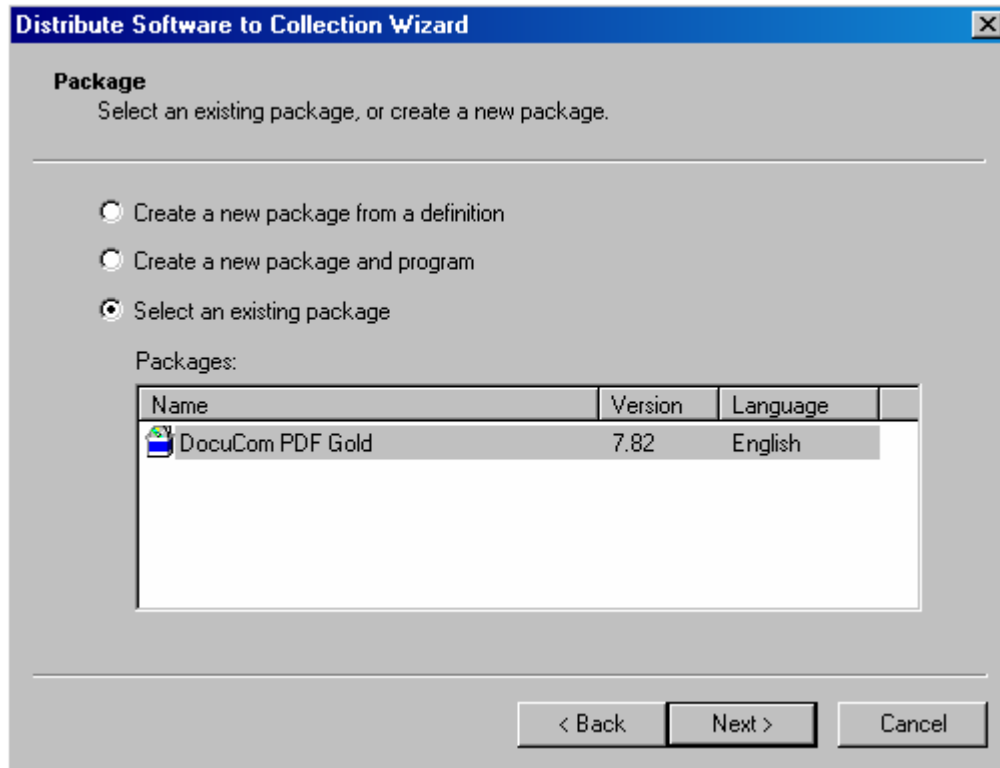 Distribute Software to Collection Wizard
Package
Select an existing package, or create a new package.
Create a new package from a definition
Create a new package and program
Select an existing package
Packages:
Name Version Language
DocuCom PDF Gold 7.82 English
< Back Next > Cancel